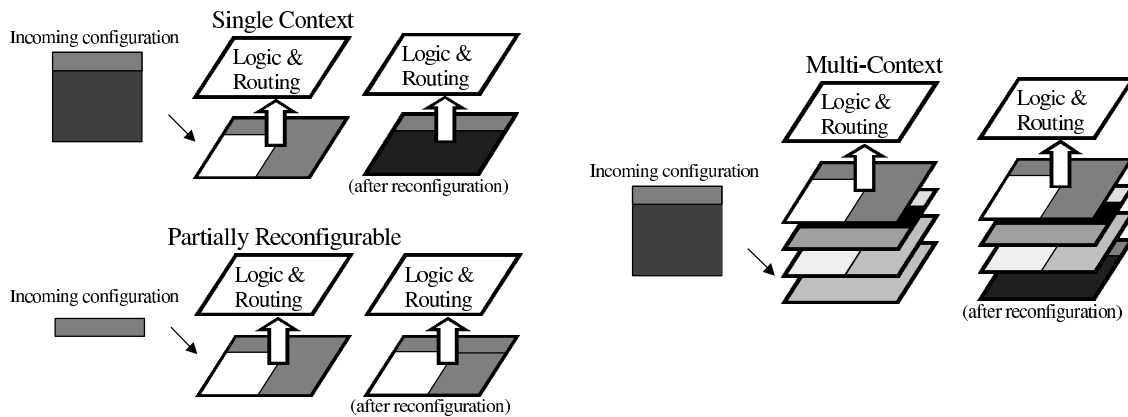 Single Context
Incoming configuration
Logic &
Routing
Logic &
Routing
(after reconfiguration)
Partially Reconfigurable
Incoming configuration
Logic &
Routing
Logic &
Routing
(after reconfiguration)
Multi-Context
Incoming configuration
Logic &
Routing
Logic &
Routing
(after reconfiguration)